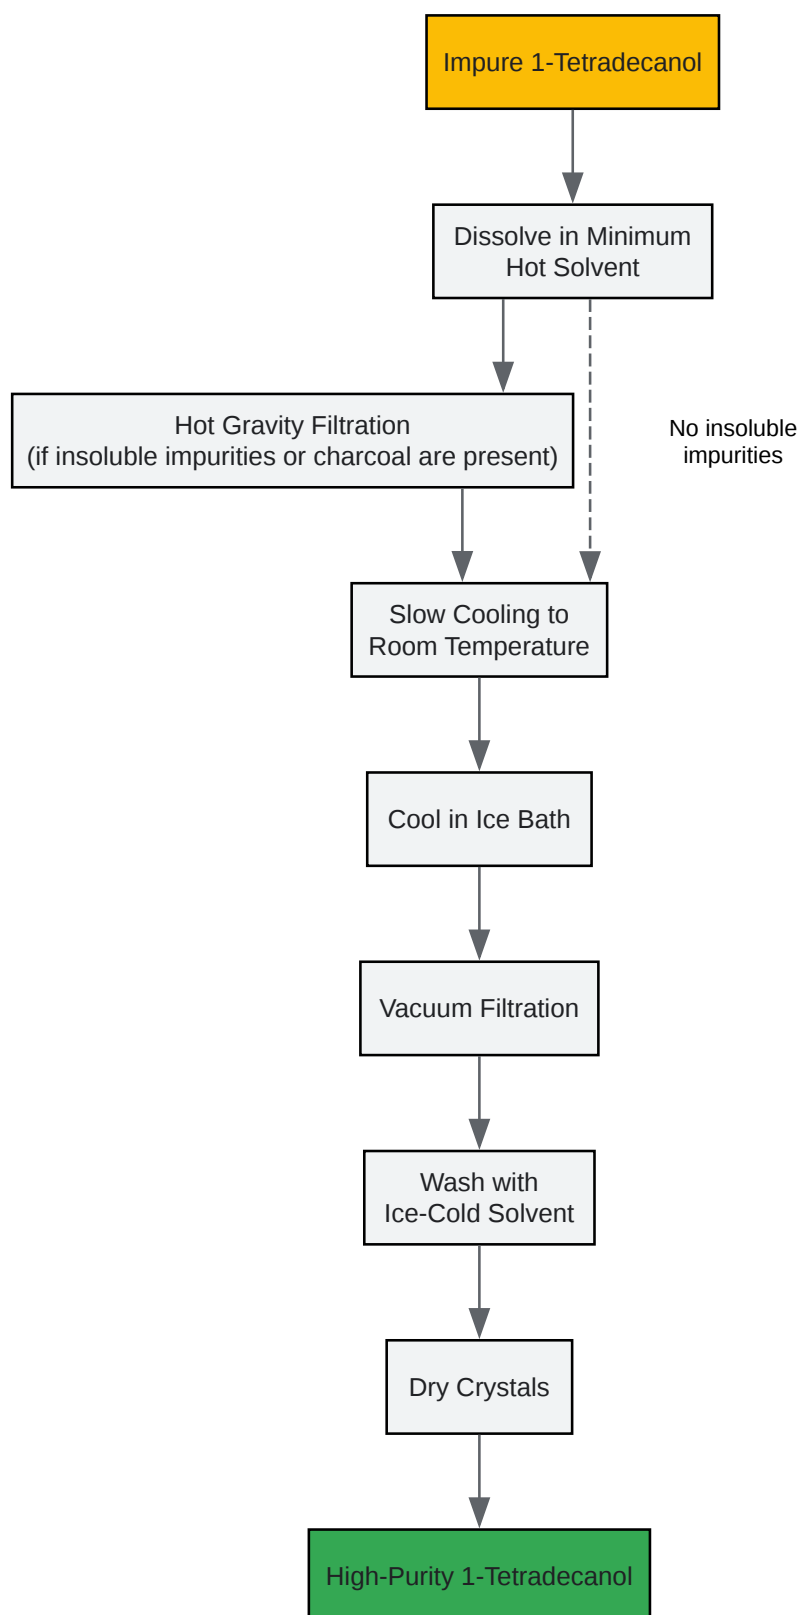 Impure 1-Tetradecanol
Dissolve in Minimum
Hot Solvent
Hot Gravity Filtration
(if insoluble impurities or charcoal are present)
No insoluble
impurities
Slow Cooling to
Room Temperature
Cool in Ice Bath
Vacuum Filtration
Wash with
Ice-Cold Solvent
Dry Crystals
High-Purity 1-Tetradecanol